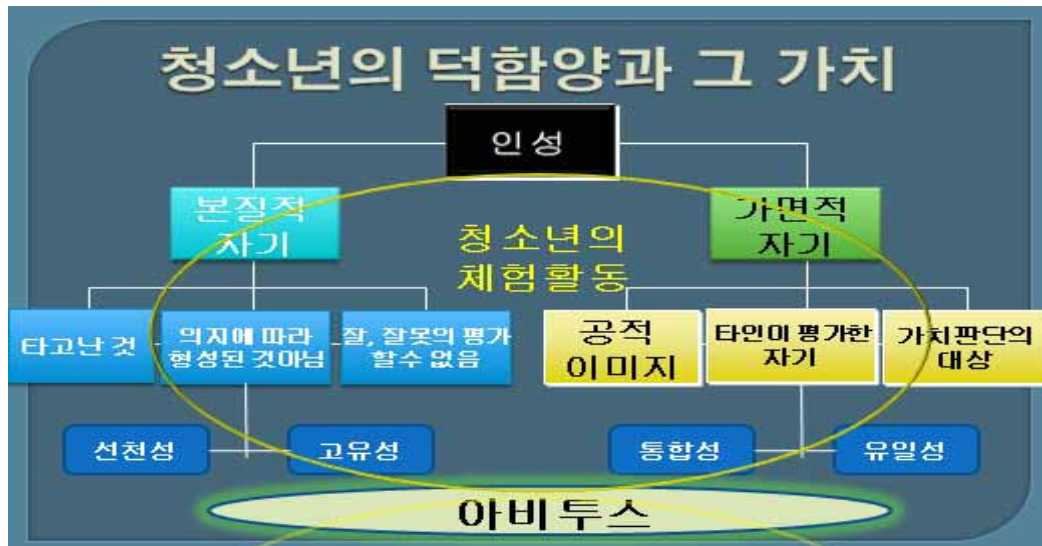 청소년의 덕함양과 그 가치
인성
본질적
자기
가면적
자기
청소년의
체험활동
타고난 것
의지에 따라
형성된 것아님
잘, 잘못의 평가
할수 없음
공적
이미지
타인이 평가한
자기
가치판단의
대상
선천성
고유성
통합성
유일성
아비투스